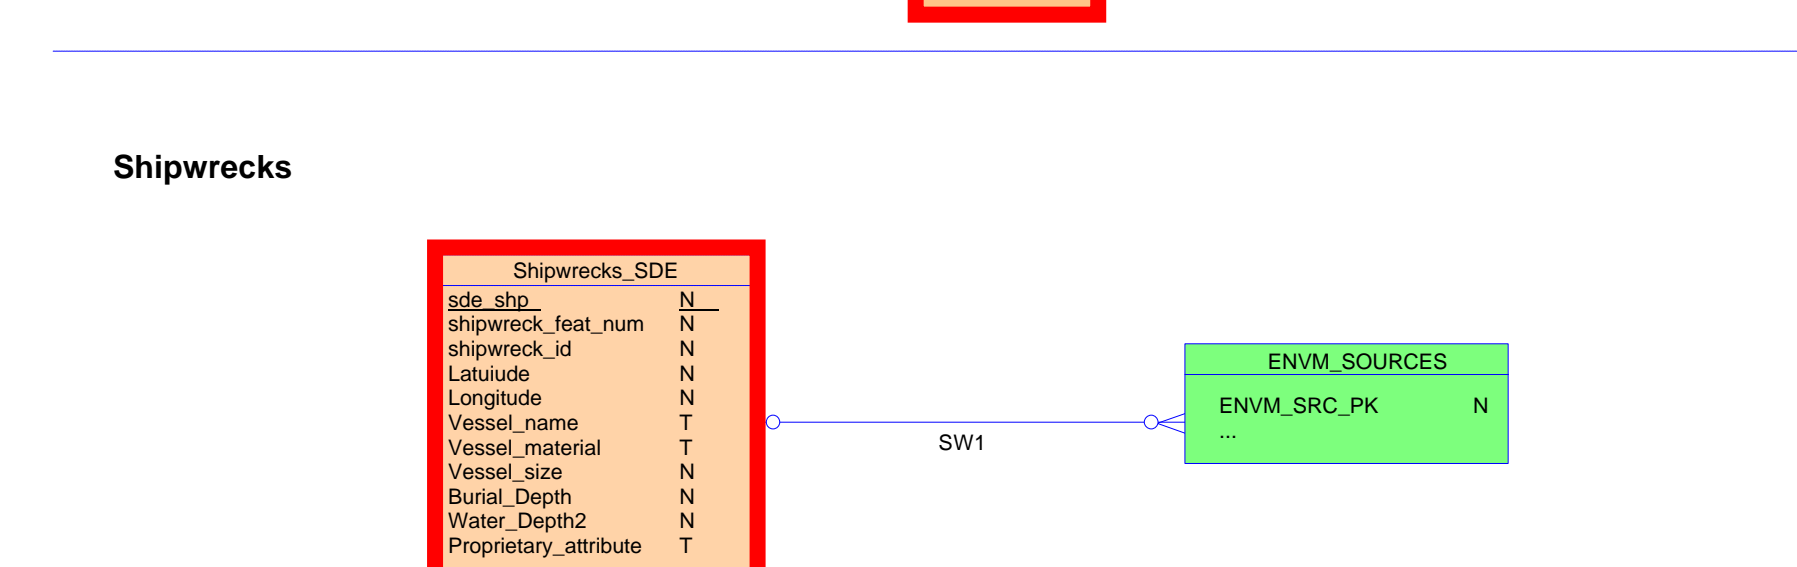 Shipwrecks
Shipwrecks_SDE
sde_shp N
shipwreck_feat_num N
shipwreck_id N
Latuiude N
Longitude N
Vessel_name T
Vessel_material T
Vessel_size N
Burial_Depth N
Water_Depth2 N
Proprietary_attribute T
SW1
ENVM_SOURCES
ENVM_SRC_PK N
...